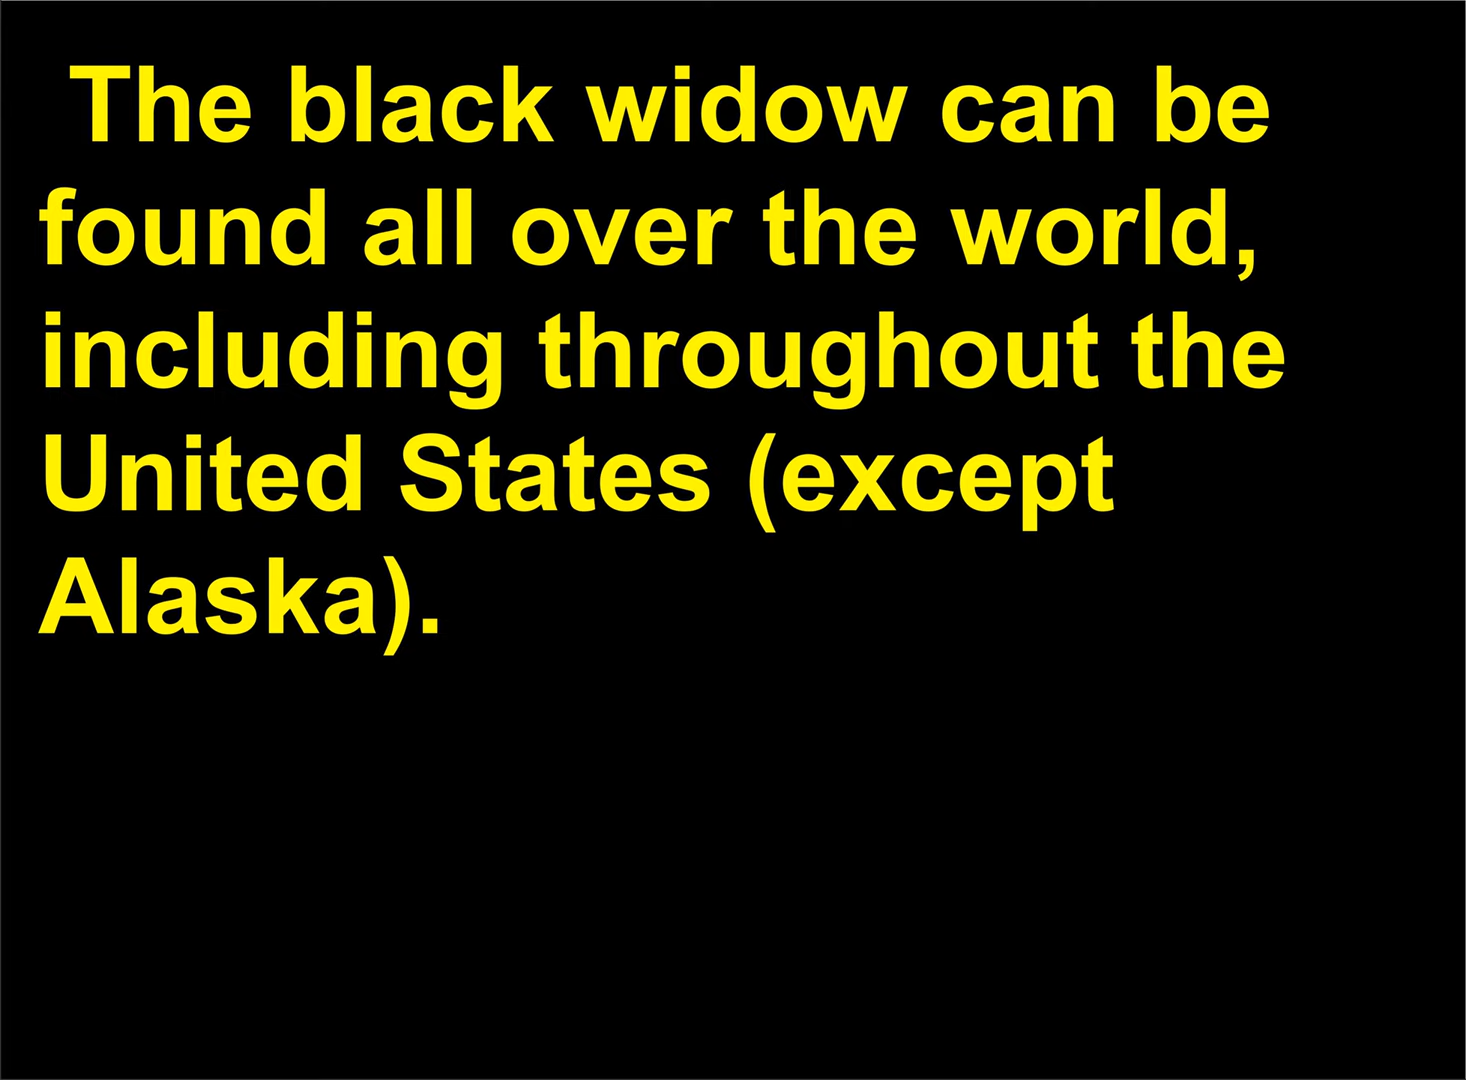 The black widow can be
found all over the world,
including throughout the
United States (except
Alaska).